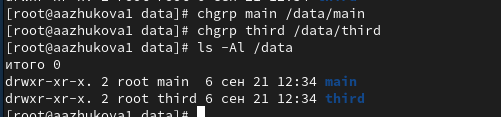 [root@aazhukova1 data]# chgrp main /data/main
[root@aazhukova1 data]# chgrp third /data/third
[root@aazhukova1 data]# ls -Al /data
итого 0
drwxr-xr-x. 2 root main  6 сен 21 12:34 main
drwxr-xr-x. 2 root third 6 сен 21 12:34 third
[root@aazhukova1 data]#